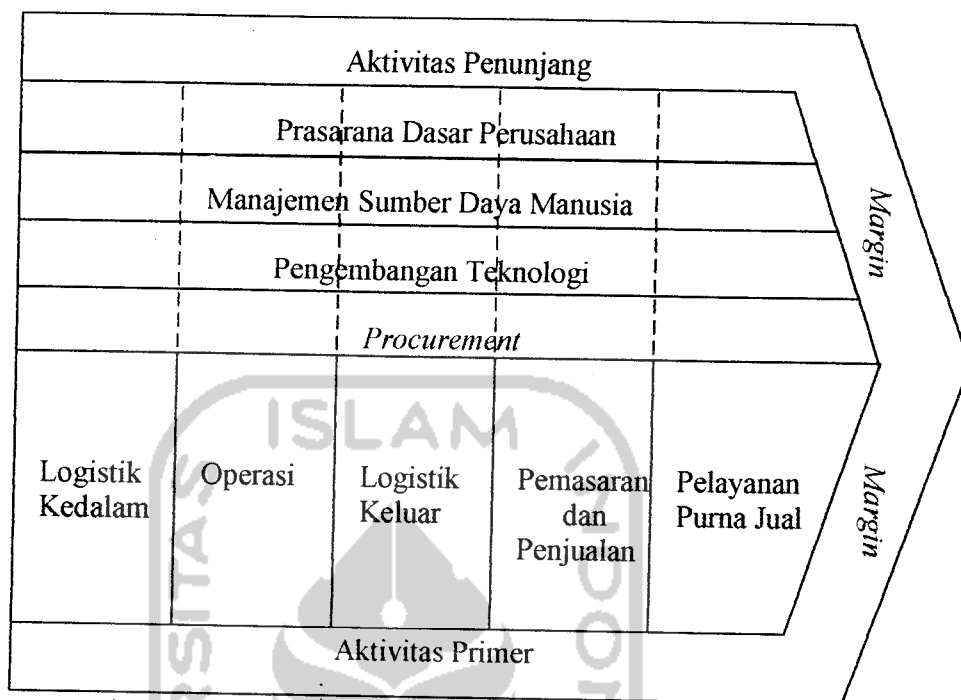 Aktivitas Penunjang
Prasarana Dasar Perusahaan
Manajemen Sumber Daya Manusia
Pengembangan Teknologi
Procurement
Margin
ISLAM
Logistik
Kedalam
Operasi
Logistik
Keluar
Pemasaran
dan
Penjualan
Pelayanan
Purna Jual
Margin
Aktivitas Primer